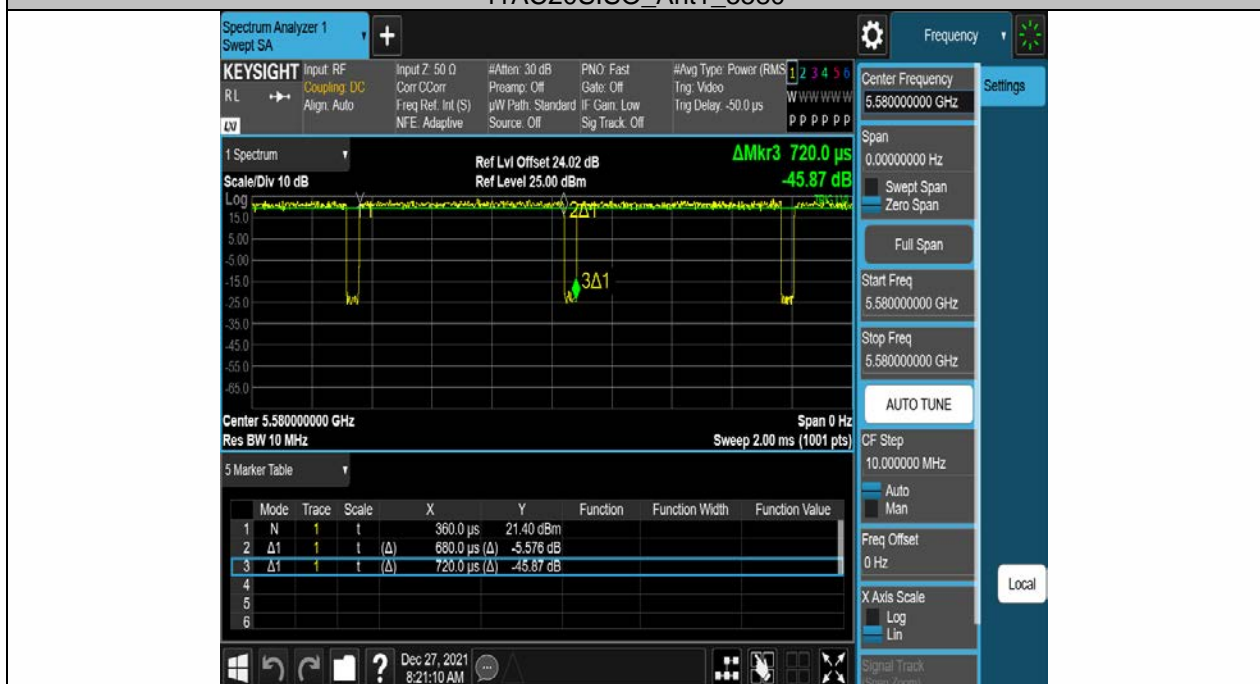 11AC20SISO_Ant1_5580
Spectrum Analyzer 1
Swept SA
+
Frequency
KEYSIGHT
RL
LXI
Input: RF
Coupling: DC
Align: Auto
Input Z: 50 Ω
Corr CCorr
Freq Ref: Int (S)
NFE: Adaptive
#Atten: 30 dB
Preamp: Off
µW Path: Standard
Source: Off
PNO: Fast
Gate: Off
IF Gain: Low
Sig Track: Off
#Avg Type: Power (RMS
Trig: Video
Trig Delay: -50.0 µs
1 2 3 4 5 6
W W W W W W
P P P P P P
1 Spectrum
Scale/Div 10 dB
Ref Lvl Offset 24.02 dB
Ref Level 25.00 dBm
ΔMkr3 720.0 µs
-45.87 dB
Log
15.0
5.00
-5.00
-15.0
-25.0
-35.0
-45.0
-55.0
-65.0
1
2Δ1
3Δ1
Center 5.580000000 GHz
Res BW 10 MHz
Span 0 Hz
Sweep 2.00 ms (1001 pts)
5 Marker Table
Mode Trace Scale X Y Function Function Width Function Value
1 N 1 t 360.0 µs 21.40 dBm
2 Δ1 1 t (Δ) 680.0 µs (Δ) -5.576 dB
3 Δ1 1 t (Δ) 720.0 µs (Δ) -45.87 dB
4
5
6
Dec 27, 2021
8:21:10 AM
Center Frequency
5.580000000 GHz
Span
0.00000000 Hz
Swept Span
Zero Span
Full Span
Start Freq
5.580000000 GHz
Stop Freq
5.580000000 GHz
AUTO TUNE
CF Step
10.000000 MHz
Auto
Man
Freq Offset
0 Hz
X Axis Scale
Log
Lin
Signal Track
(Span Zoom)
Settings
Local